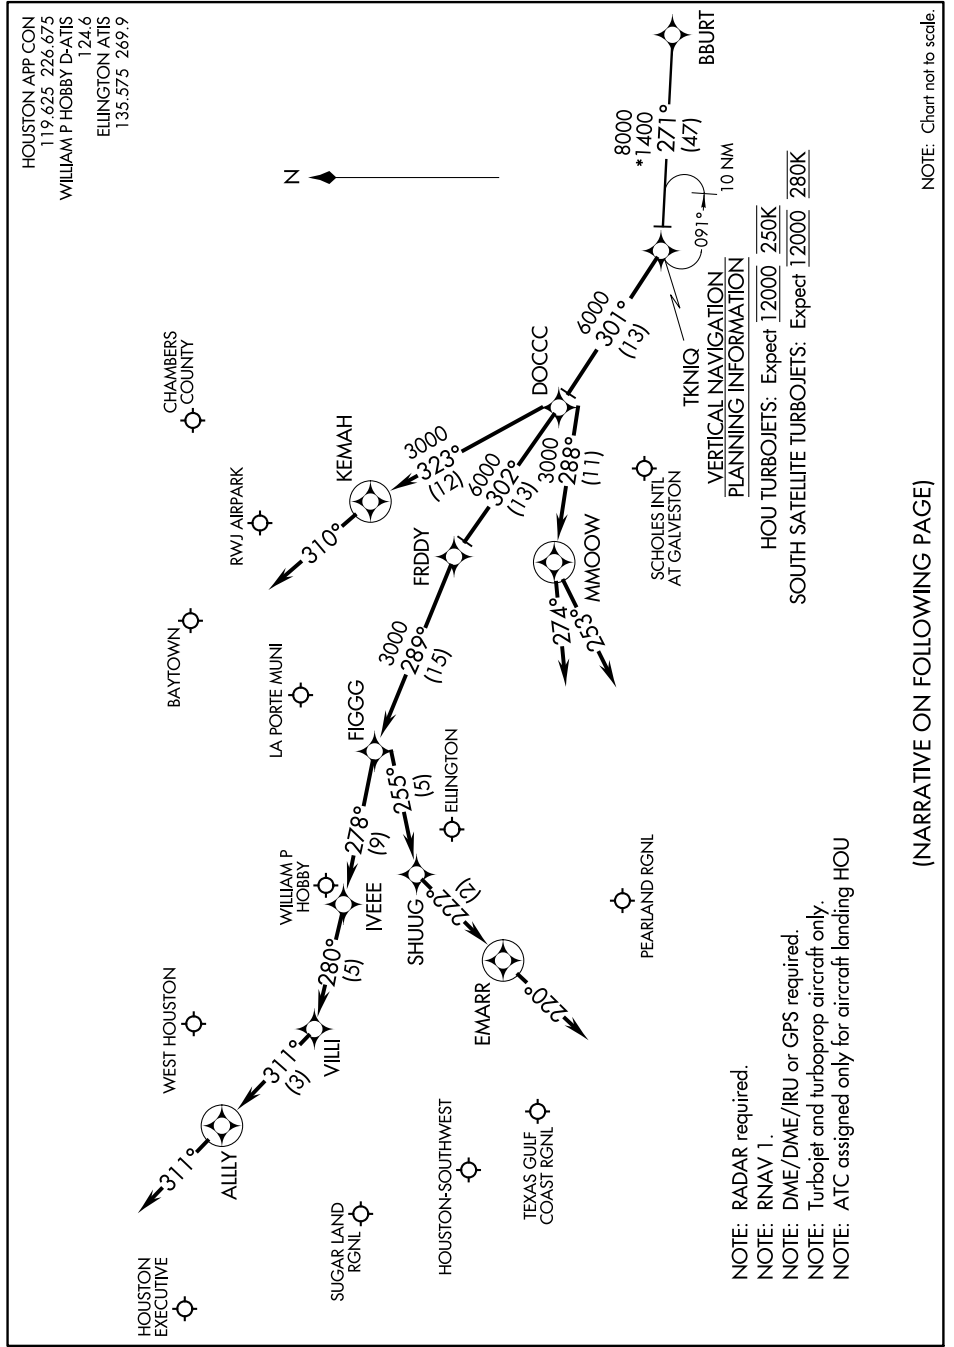 HOUSTON APP CON
119.625 226.675
WILLIAM P HOBBY D-ATIS
124.6
ELLINGTON ATIS
135.575 269.9
N
HOUSTON
EXECUTIVE
WEST HOUSTON
BAYTOWN
RWJ AIRPARK
CHAMBERS
COUNTY
LA PORTE MUNI
WILLIAM P
HOBBY
ELLINGTON
SUGAR LAND
RGNL
HOUSTON-SOUTHWEST
TEXAS GULF
COAST RGNL
PEARLAND RGNL
SCHOLES INTL
AT GALVESTON
311°
ALLLY
311°
(3)
VILLI
280°
(5)
IVEEE
278°
(9)
FIGGG
255°
(5)
SHUUG
222°
(2)
EMARR
220°
3000
289°
(15)
FRDDY
6000
302°
(13)
310°
KEMAH
3000
323°
(12)
DOCCC
3000
288°
(11)
MMOOW
274°
253°
6000
301°
(13)
TKNIQ
091°
10 NM
8000
*1400
271°
(47)
BBURT
VERTICAL NAVIGATION
PLANNING INFORMATION
HOU TURBOJETS: Expect 12000 250K
SOUTH SATELLITE TURBOJETS: Expect 12000 280K
NOTE: RADAR required.
NOTE: RNAV 1.
NOTE: DME/DME/IRU or GPS required.
NOTE: Turbojet and turboprop aircraft only.
NOTE: ATC assigned only for aircraft landing HOU
(NARRATIVE ON FOLLOWING PAGE)
NOTE: Chart not to scale.